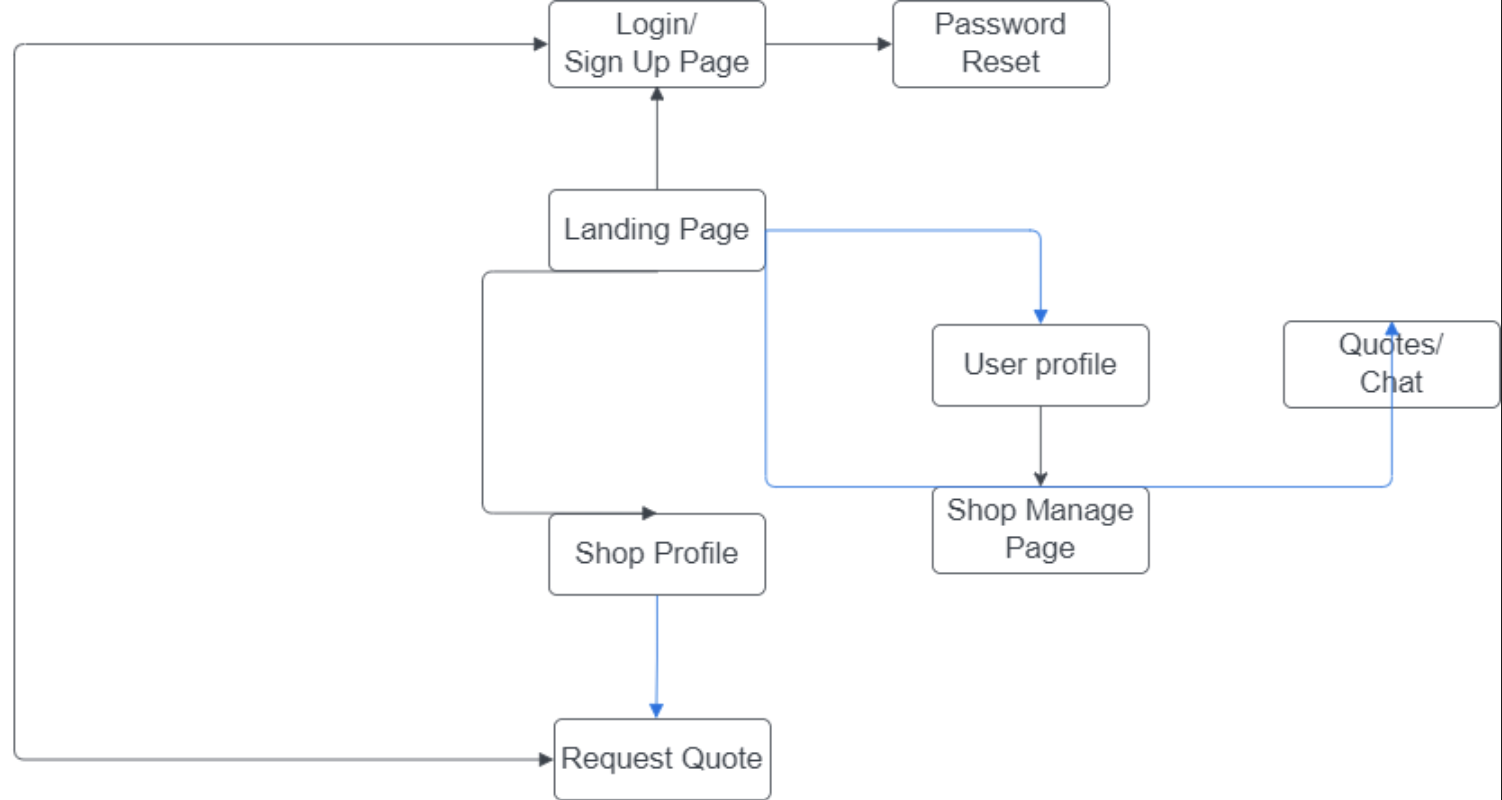 Login/
Sign Up Page
Password
Reset
Landing Page
User profile
Quotes/
Chat
Shop Manage
Page
Shop Profile
Request Quote